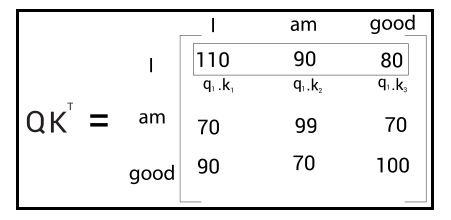 I am good
I 110 90 80
q₁.k₁ q₁.k₂ q₁.k₃
QKᵀ = am 70 99 70
good 90 70 100